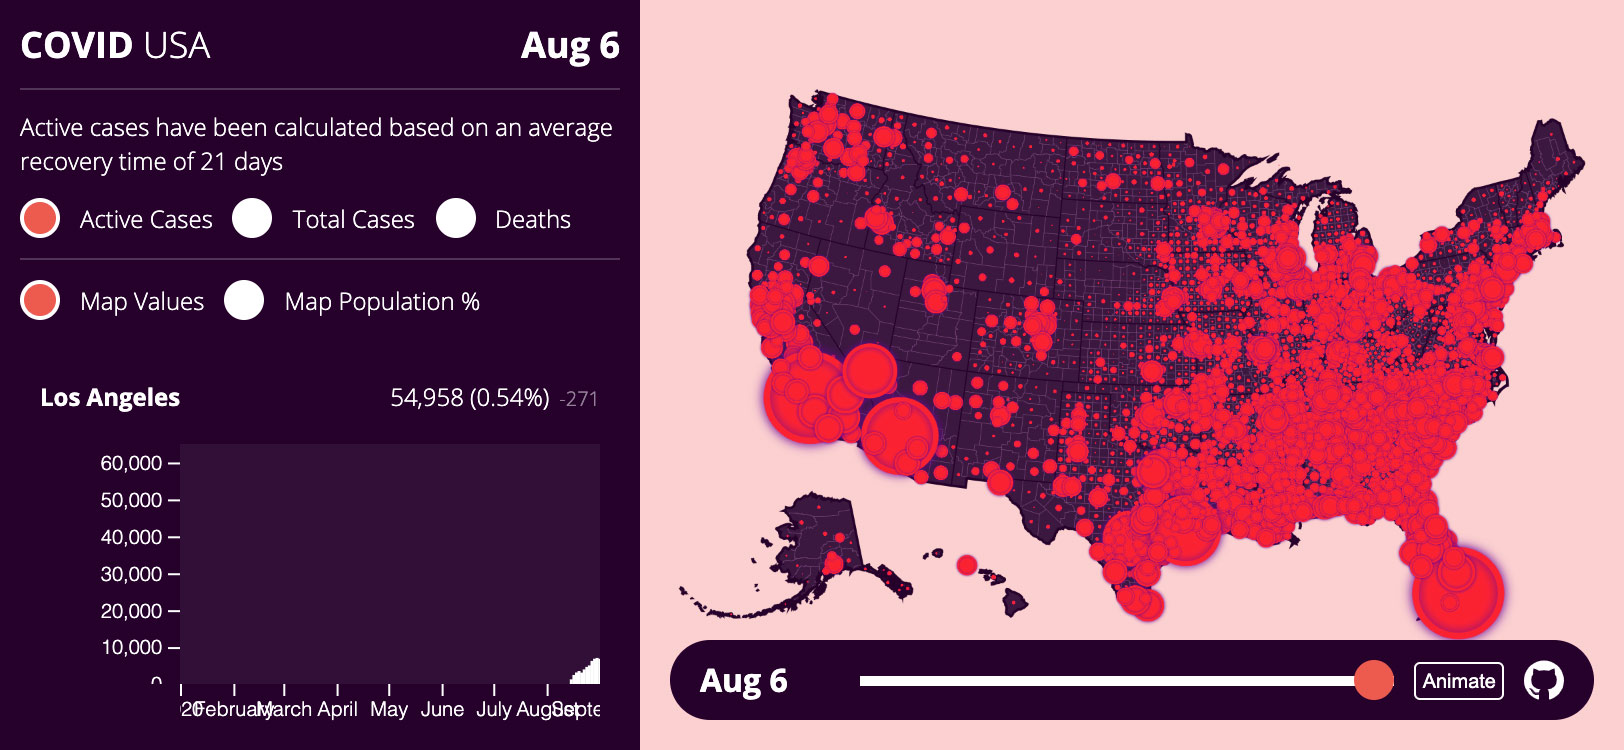 COVID USA Aug 6
Active cases have been calculated based on an average
recovery time of 21 days
Active Cases Total Cases Deaths
Map Values Map Population %
Los Angeles 54,958 (0.54%) -271
60,000
50,000
40,000
30,000
20,000
10,000
0
20 February March April May June July August Septe
Aug 6 Animate